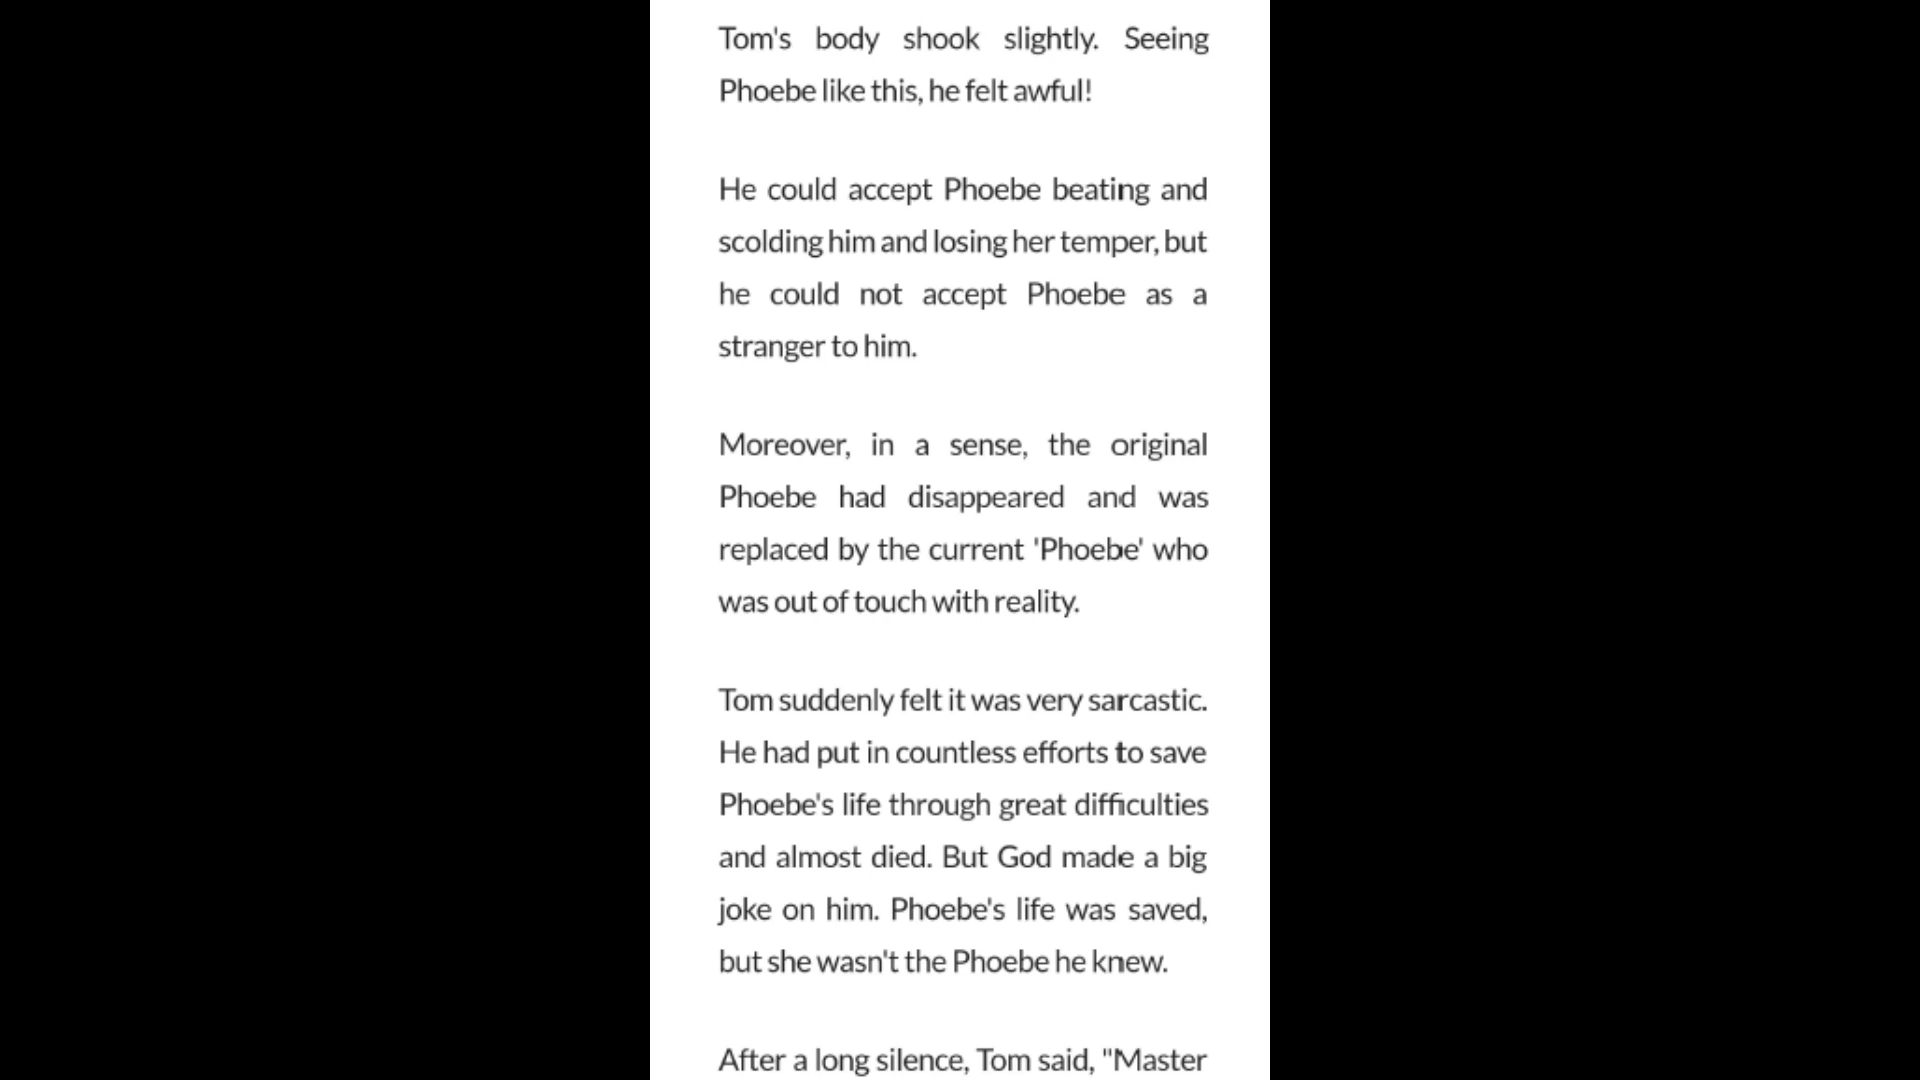 Tom's body shook slightly. Seeing
Phoebe like this, he felt awful!
He could accept Phoebe beating and
scolding him and losing her temper, but
he could not accept Phoebe as a
stranger to him.
Moreover, in a sense, the original
Phoebe had disappeared and was
replaced by the current 'Phoebe' who
was out of touch with reality.
Tom suddenly felt it was very sarcastic.
He had put in countless efforts to save
Phoebe's life through great difficulties
and almost died. But God made a big
joke on him. Phoebe's life was saved,
but she wasn't the Phoebe he knew.
After a long silence, Tom said, "Master